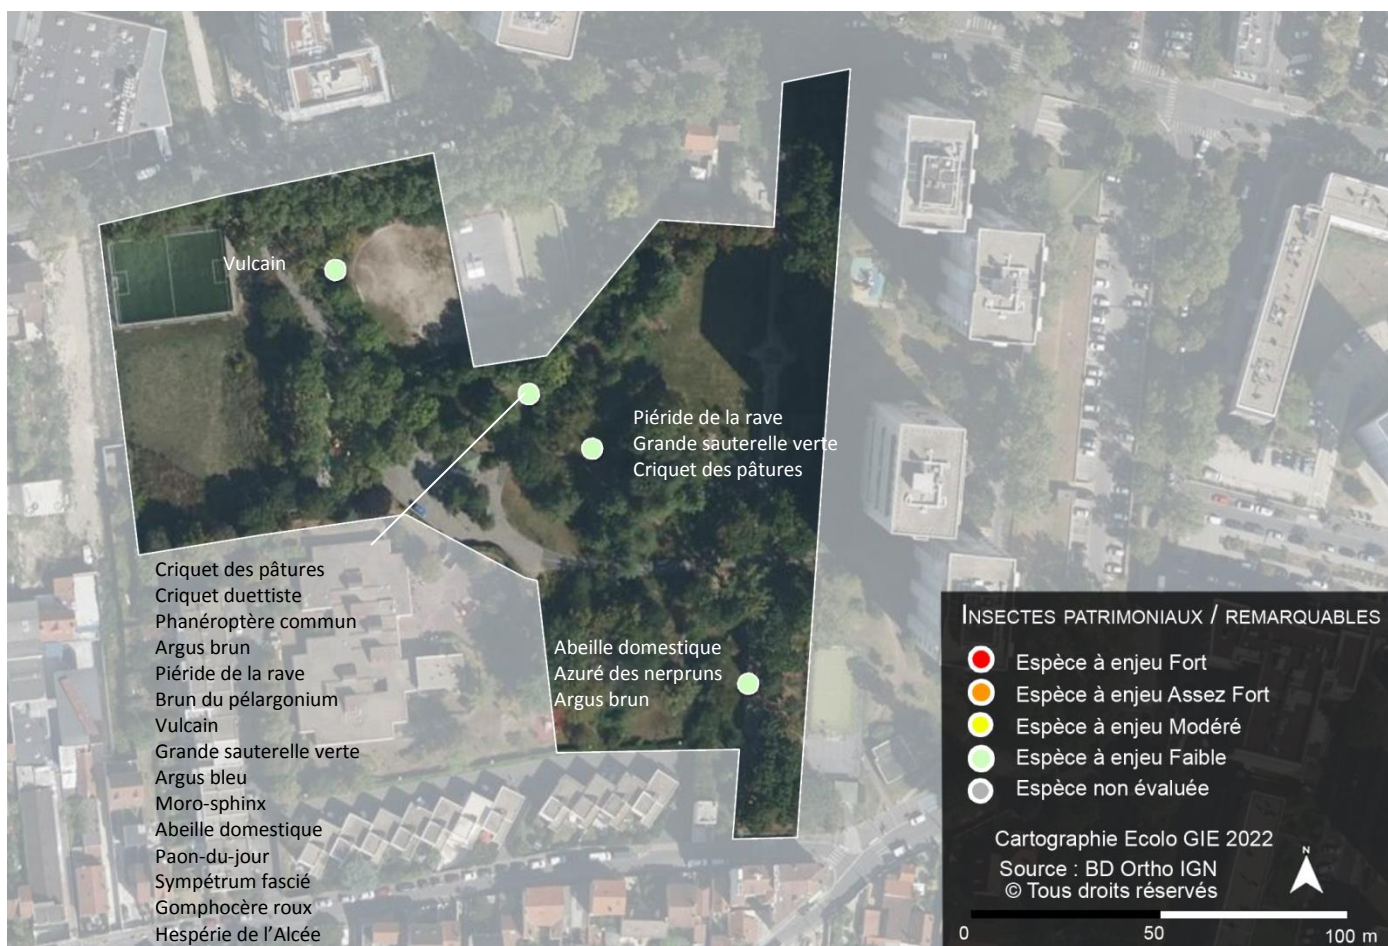 Vulcain
Piéride de la rave
Grande sauterelle verte
Criquet des pâtures
Criquet des pâtures
Criquet duettiste
Phanéroptère commun
Argus brun
Piéride de la rave
Brun du pélargonium
Vulcain
Grande sauterelle verte
Argus bleu
Moro-sphinx
Abeille domestique
Paon-du-jour
Sympétrum fascié
Gomphocère roux
Hespérie de l’Alcée
Abeille domestique
Azuré des nerpruns
Argus brun
INSECTES PATRIMONIAUX / REMARQUABLES
Espèce à enjeu Fort
Espèce à enjeu Assez Fort
Espèce à enjeu Modéré
Espèce à enjeu Faible
Espèce non évaluée
Cartographie Ecolo GIE 2022
Source : BD Ortho IGN
© Tous droits réservés
N
0 50 100 m